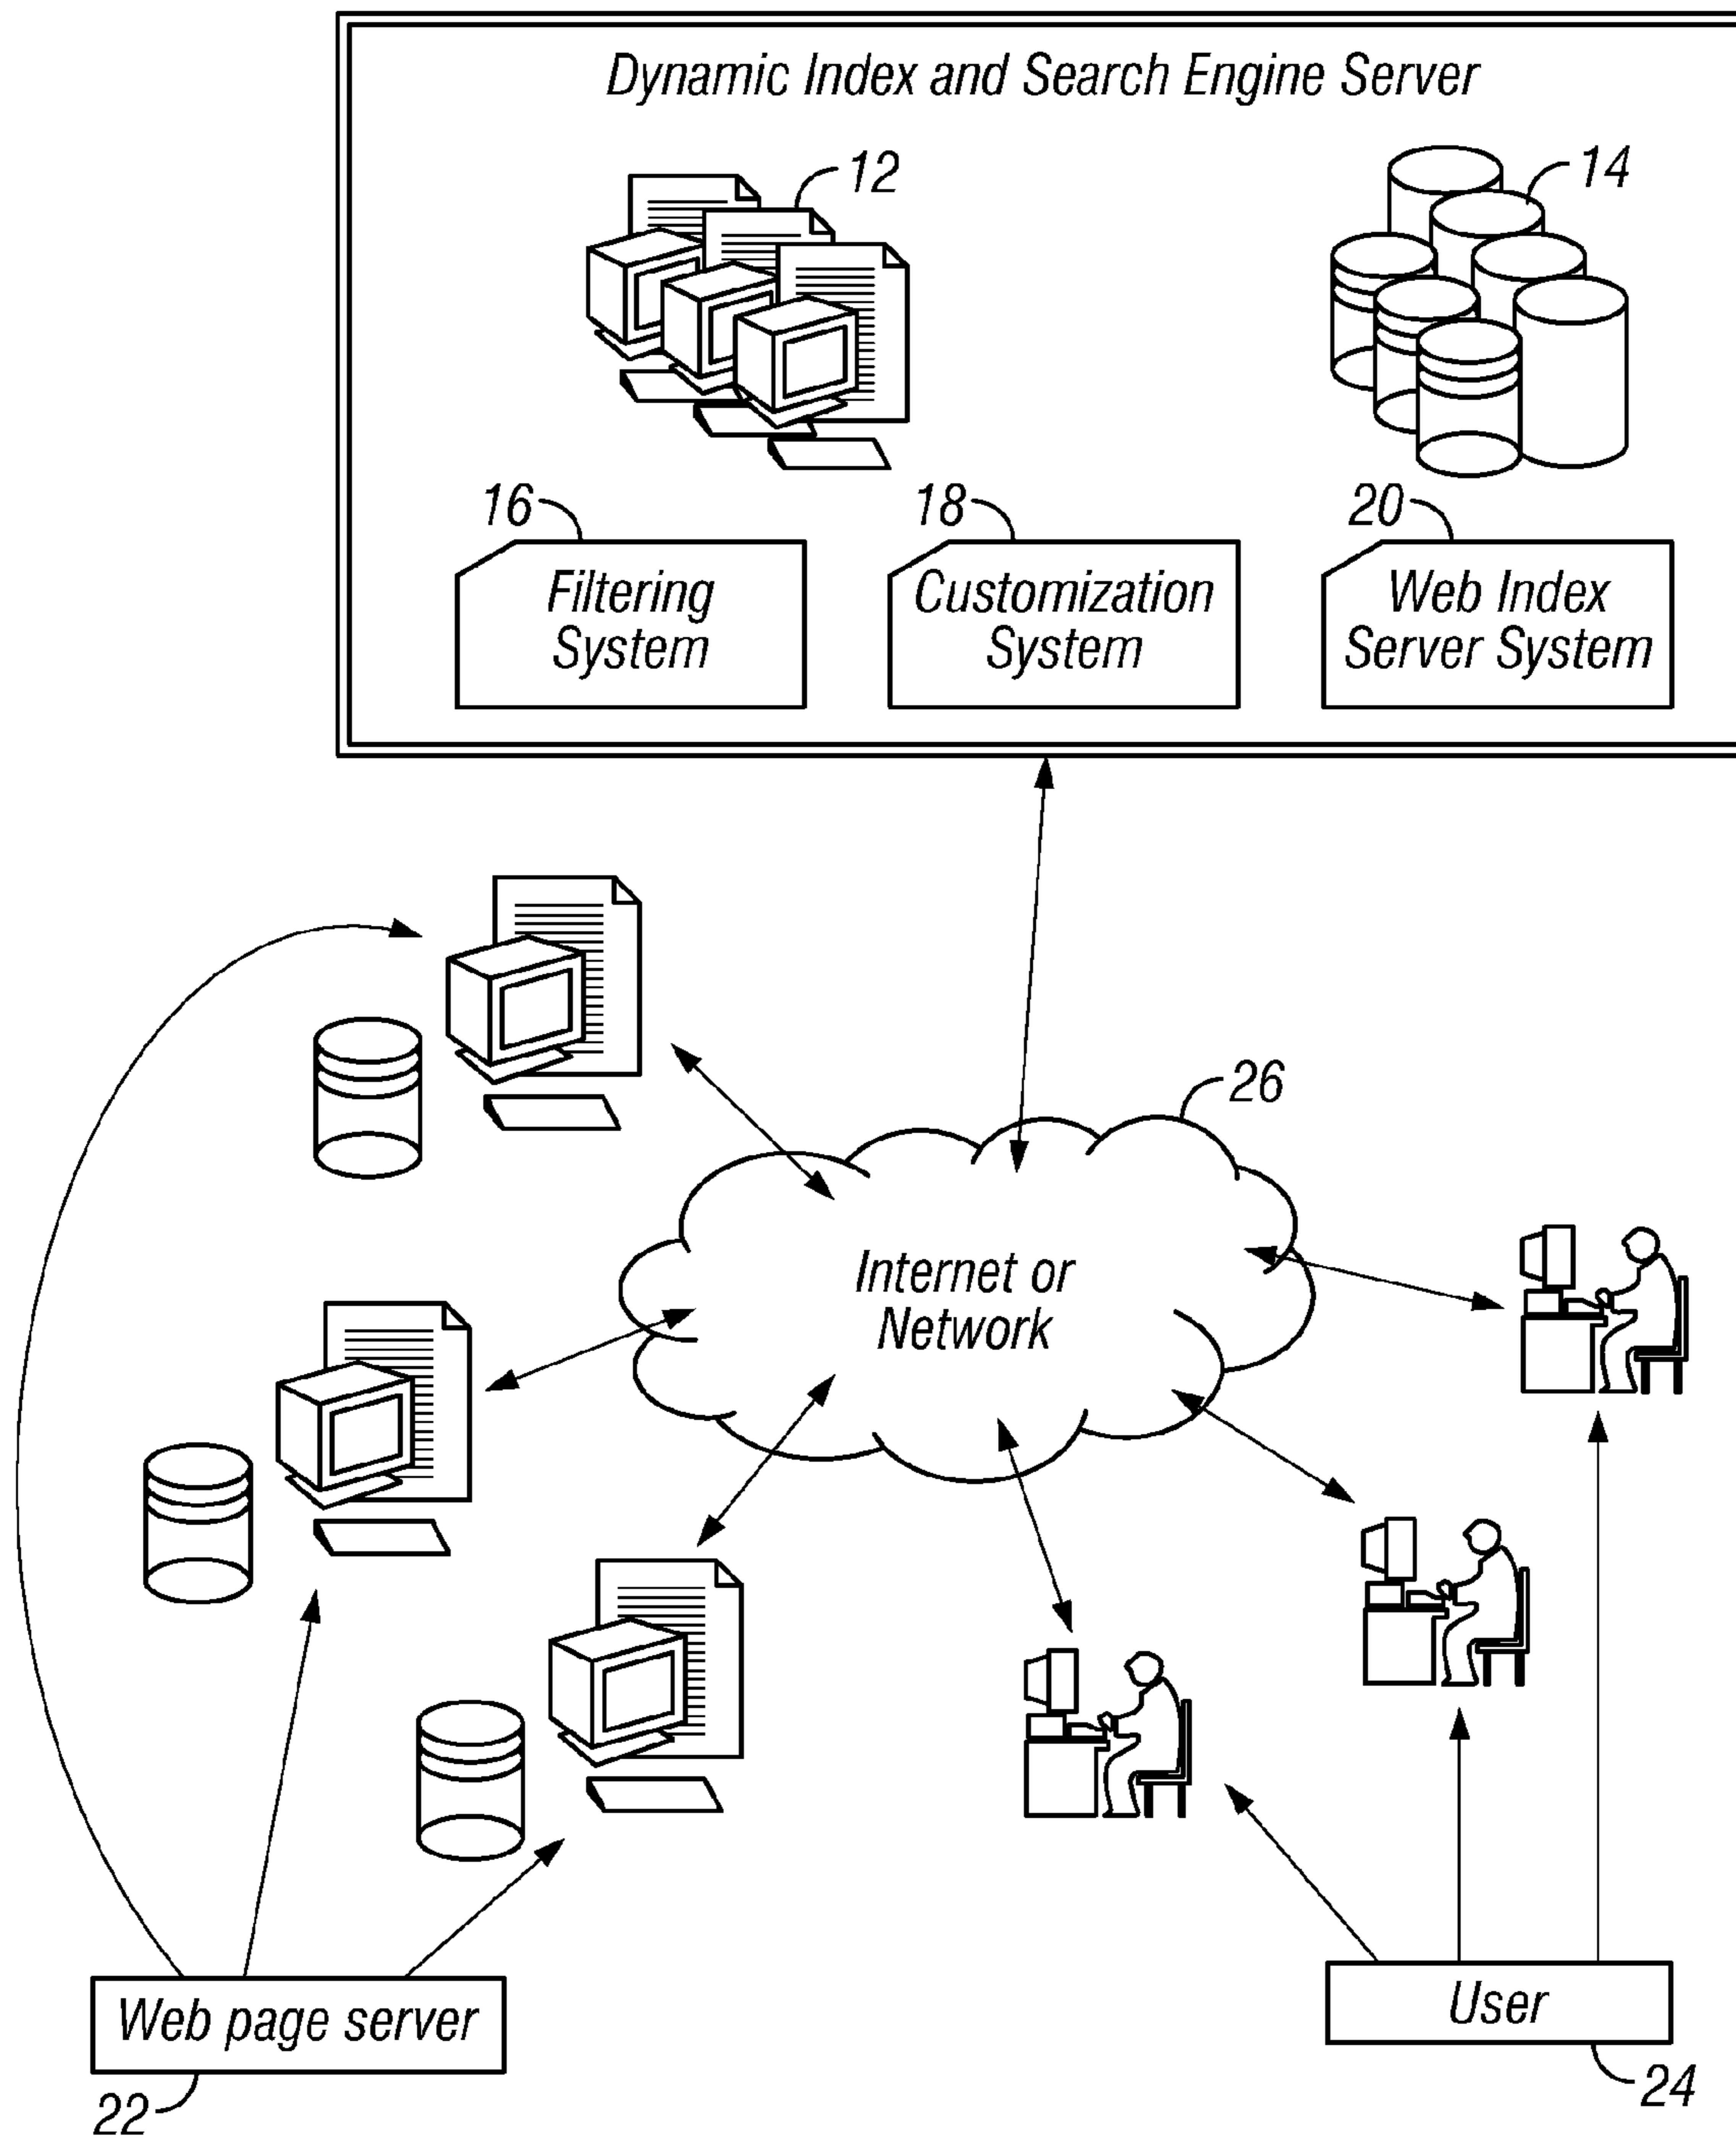 Dynamic Index and Search Engine Server
12
14
16
18
20
Filtering
System
Customization
System
Web Index
Server System
26
Internet or
Network
Web page server
User
22
24